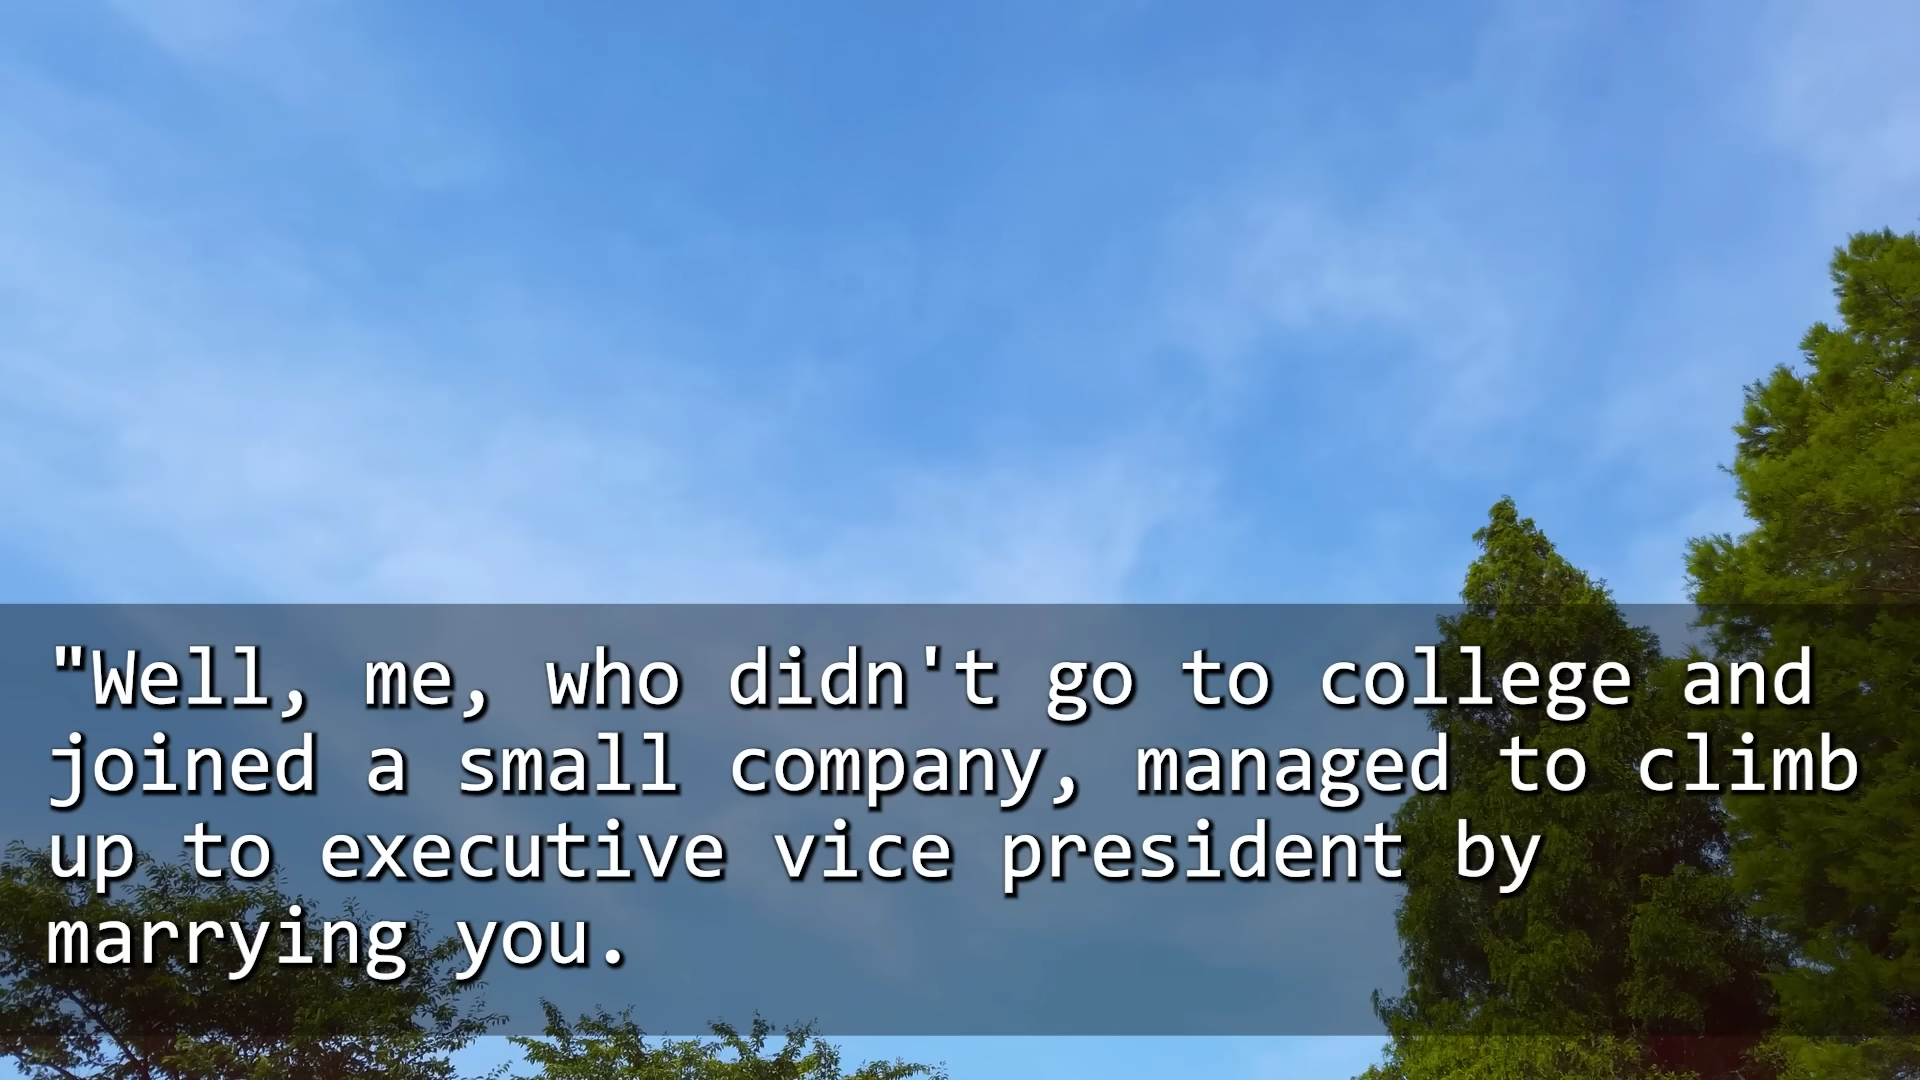 "Well, me, who didn't go to college and
joined a small company, managed to climb
up to executive vice president by
marrying you.